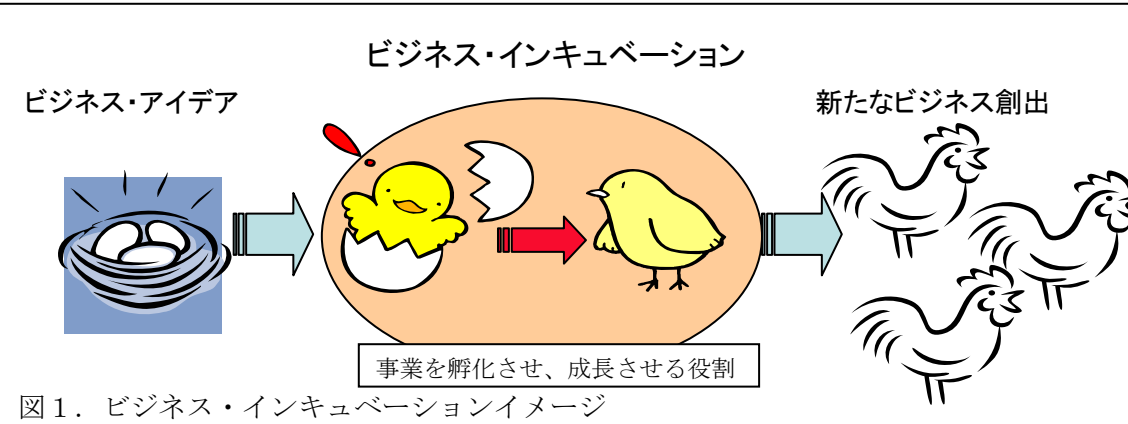 ビジネス・インキュベーション
ビジネス・アイデア
新たなビジネス創出
事業を孵化させ、成長させる役割
図１．ビジネス・インキュベーションイメージ